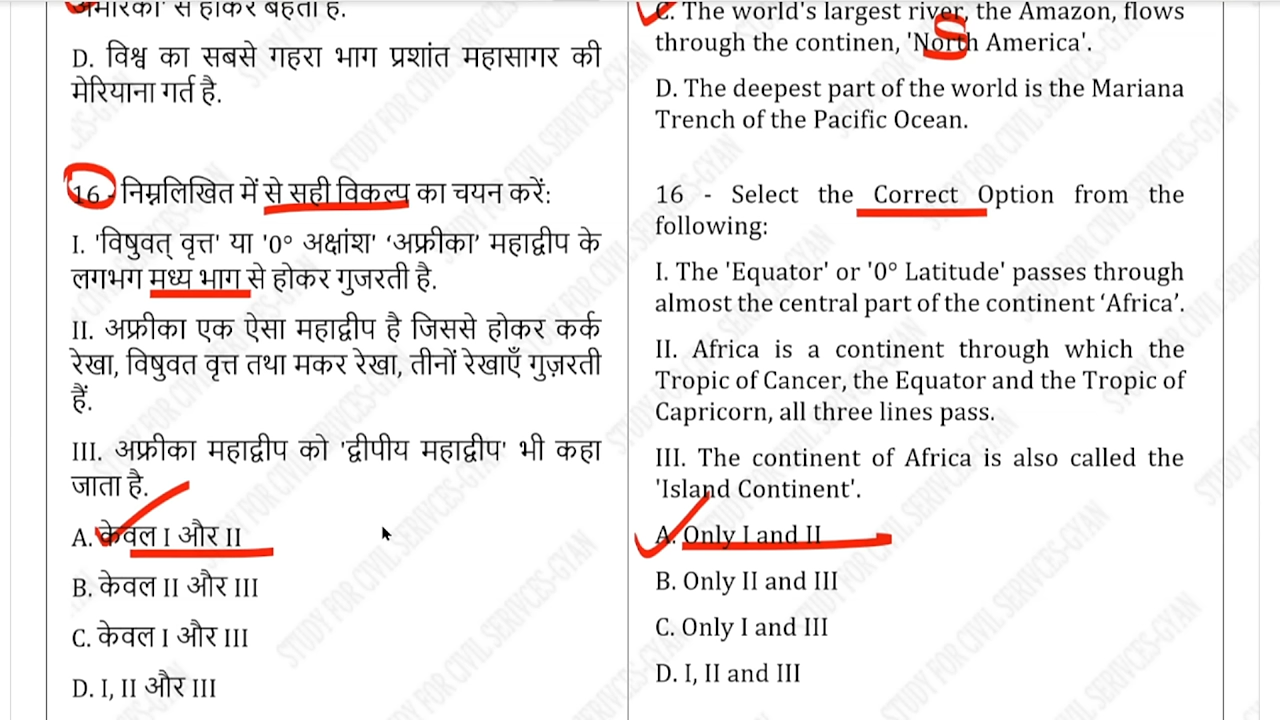 अमेरिका' से होकर बहती है.
D. विश्व का सबसे गहरा भाग प्रशांत महासागर की
मेरियाना गर्त है.
16 - निम्नलिखित में से सही विकल्प का चयन करें:
I. 'विषुवत् वृत्त' या '0° अक्षांश' ‘अफ्रीका’ महाद्वीप के
लगभग मध्य भाग से होकर गुजरती है.
II. अफ्रीका एक ऐसा महाद्वीप है जिससे होकर कर्क
रेखा, विषुवत वृत्त तथा मकर रेखा, तीनों रेखाएँ गुज़रती
हैं.
III. अफ्रीका महाद्वीप को 'द्वीपीय महाद्वीप' भी कहा
जाता है.
A. केवल I और II
B. केवल II और III
C. केवल I और III
D. I, II और III
C. The world's largest river, the Amazon, flows
through the continen, 'North America'.
S
D. The deepest part of the world is the Mariana
Trench of the Pacific Ocean.
16 - Select the Correct Option from the
following:
I. The 'Equator' or '0° Latitude' passes through
almost the central part of the continent ‘Africa’.
II. Africa is a continent through which the
Tropic of Cancer, the Equator and the Tropic of
Capricorn, all three lines pass.
III. The continent of Africa is also called the
'Island Continent'.
A. Only I and II
B. Only II and III
C. Only I and III
D. I, II and III
STUDY FOR CIVIL SERIVCES-GYAN